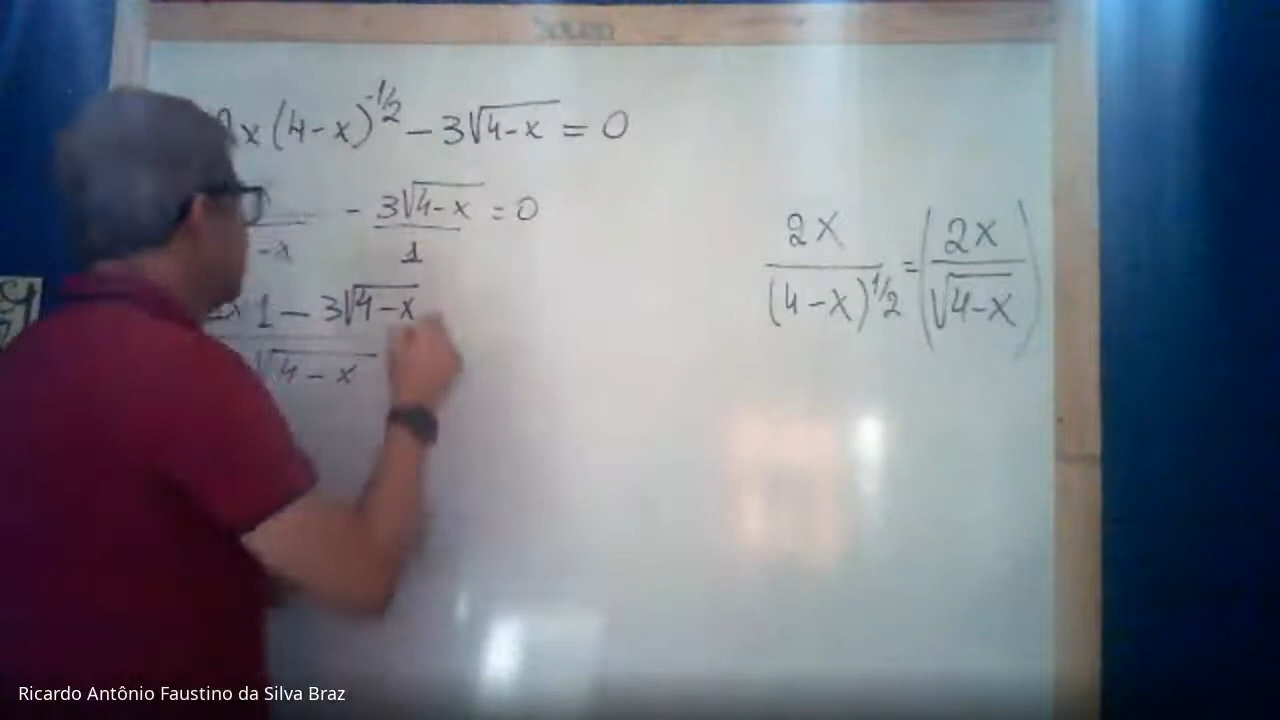 2x(4-x)^{-1/2} - 3√(4-x) = 0
-x - 3√(4-x)/1 = 0
2x 1 - 3√(4-x)
√(4-x)
2x/(4-x)^{1/2} = (2x/√(4-x))
Ricardo Antônio Faustino da Silva Braz